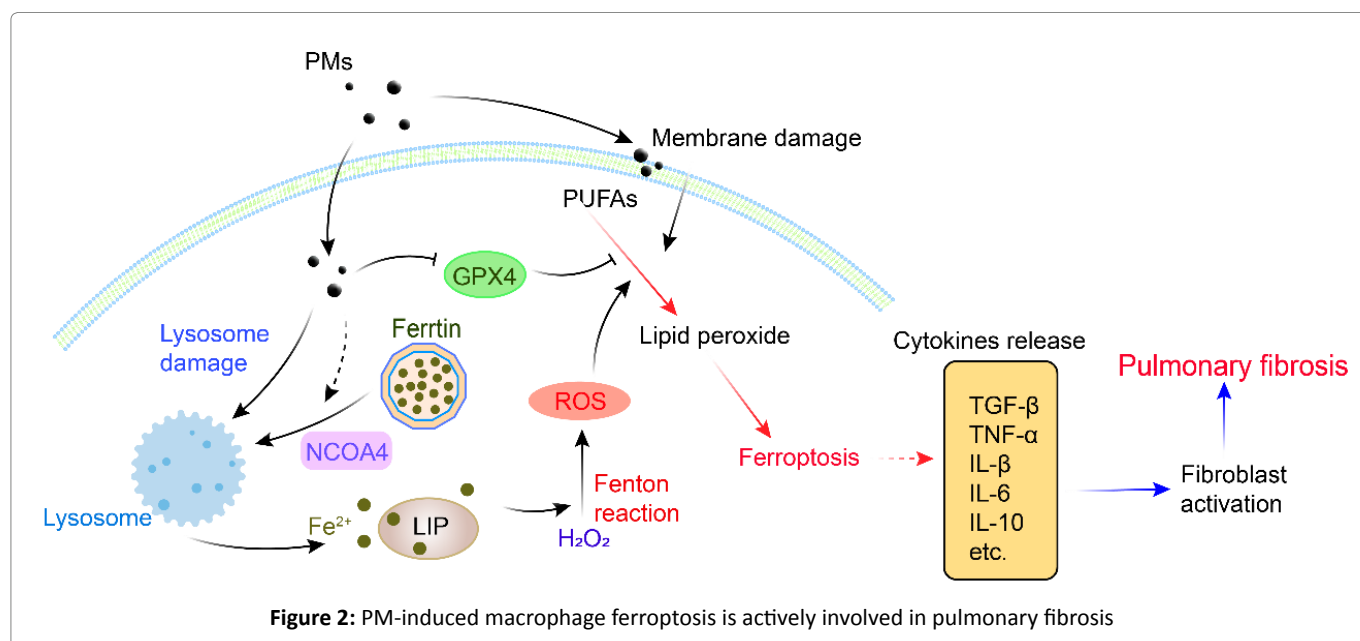 PMs
Membrane damage
PUFAs
GPX4
Lysosome
damage
Ferrtin
Lipid peroxide
Cytokines release
Pulmonary fibrosis
ROS
TGF-β
TNF-α
IL-β
IL-6
IL-10
etc.
NCOA4
Ferroptosis
Fibroblast
activation
Lysosome
Fe²⁺
LIP
Fenton
reaction
H₂O₂
Figure 2: PM-induced macrophage ferroptosis is actively involved in pulmonary fibrosis